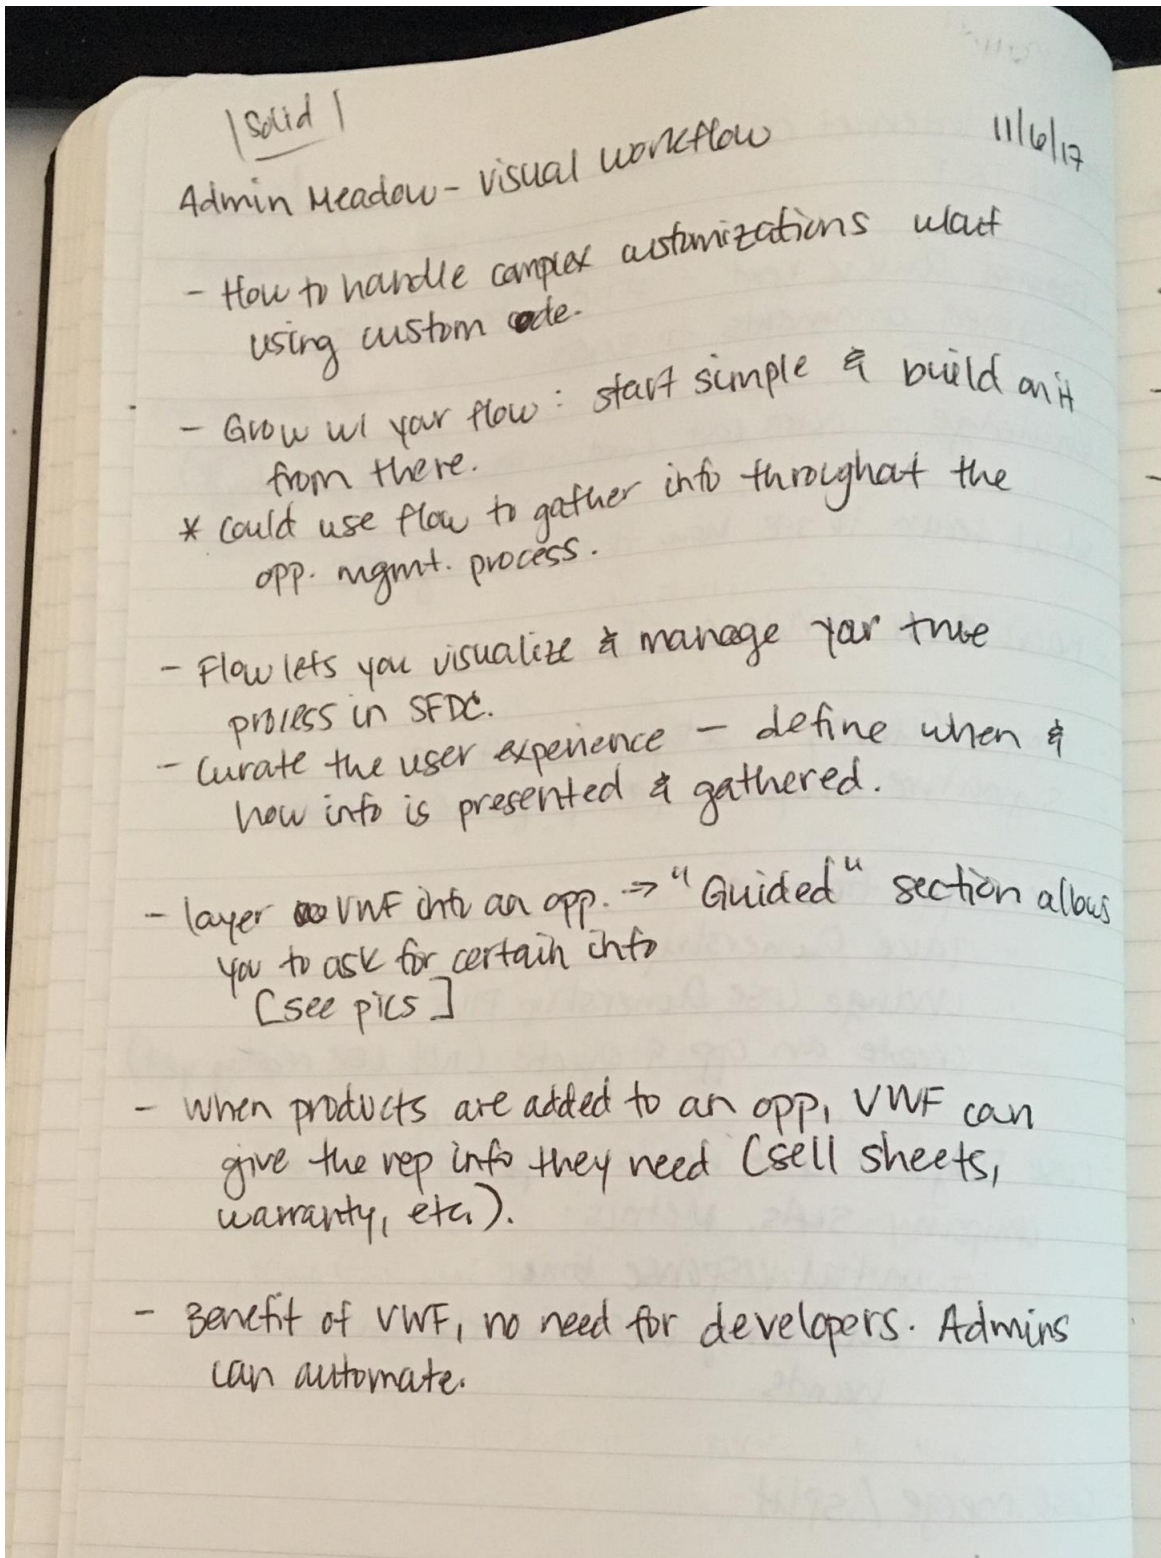 |Solid|
11/6/17
Admin Meadow - Visual Workflow
- How to handle complex customizations w/out
using custom code.
- Grow w/ your flow: start simple & build on it
from there.
* Could use flow to gather info throughout the
opp. mgmt. process.
- Flow lets you visualize & manage your true
process in SFDC.
- Curate the user experience - define when &
how info is presented & gathered.
- layer VWF into an opp. => "Guided" section allows
you to ask for certain info
[see pics]
- When products are added to an opp, VWF can
give the rep info they need (sell sheets,
warranty, etc.).
- Benefit of VWF, no need for developers. Admins
can automate.